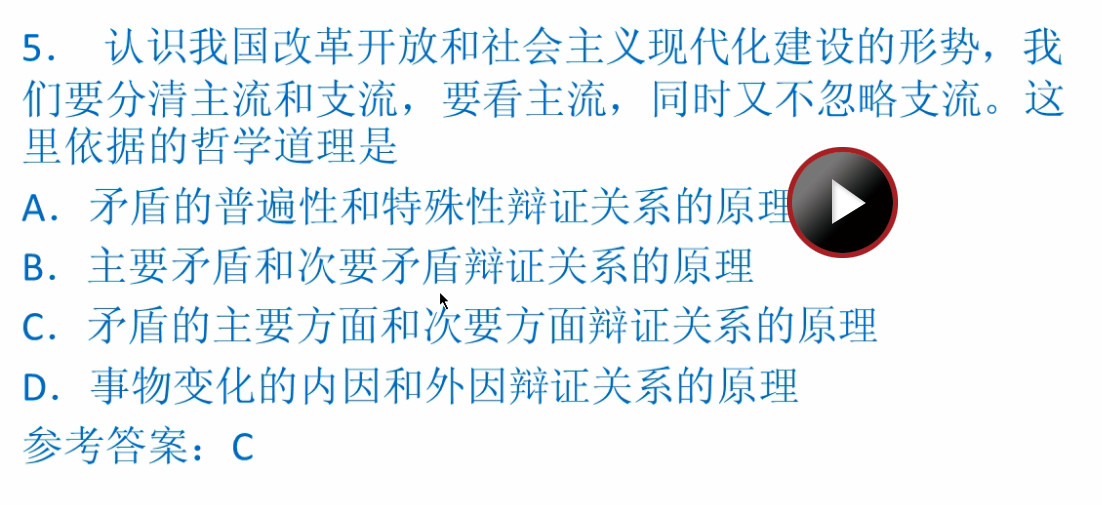 5． 认识我国改革开放和社会主义现代化建设的形势，我
们要分清主流和支流，要看主流，同时又不忽略支流。这
里依据的哲学道理是
A．矛盾的普遍性和特殊性辩证关系的原理
B．主要矛盾和次要矛盾辩证关系的原理
C．矛盾的主要方面和次要方面辩证关系的原理
D．事物变化的内因和外因辩证关系的原理
参考答案：C